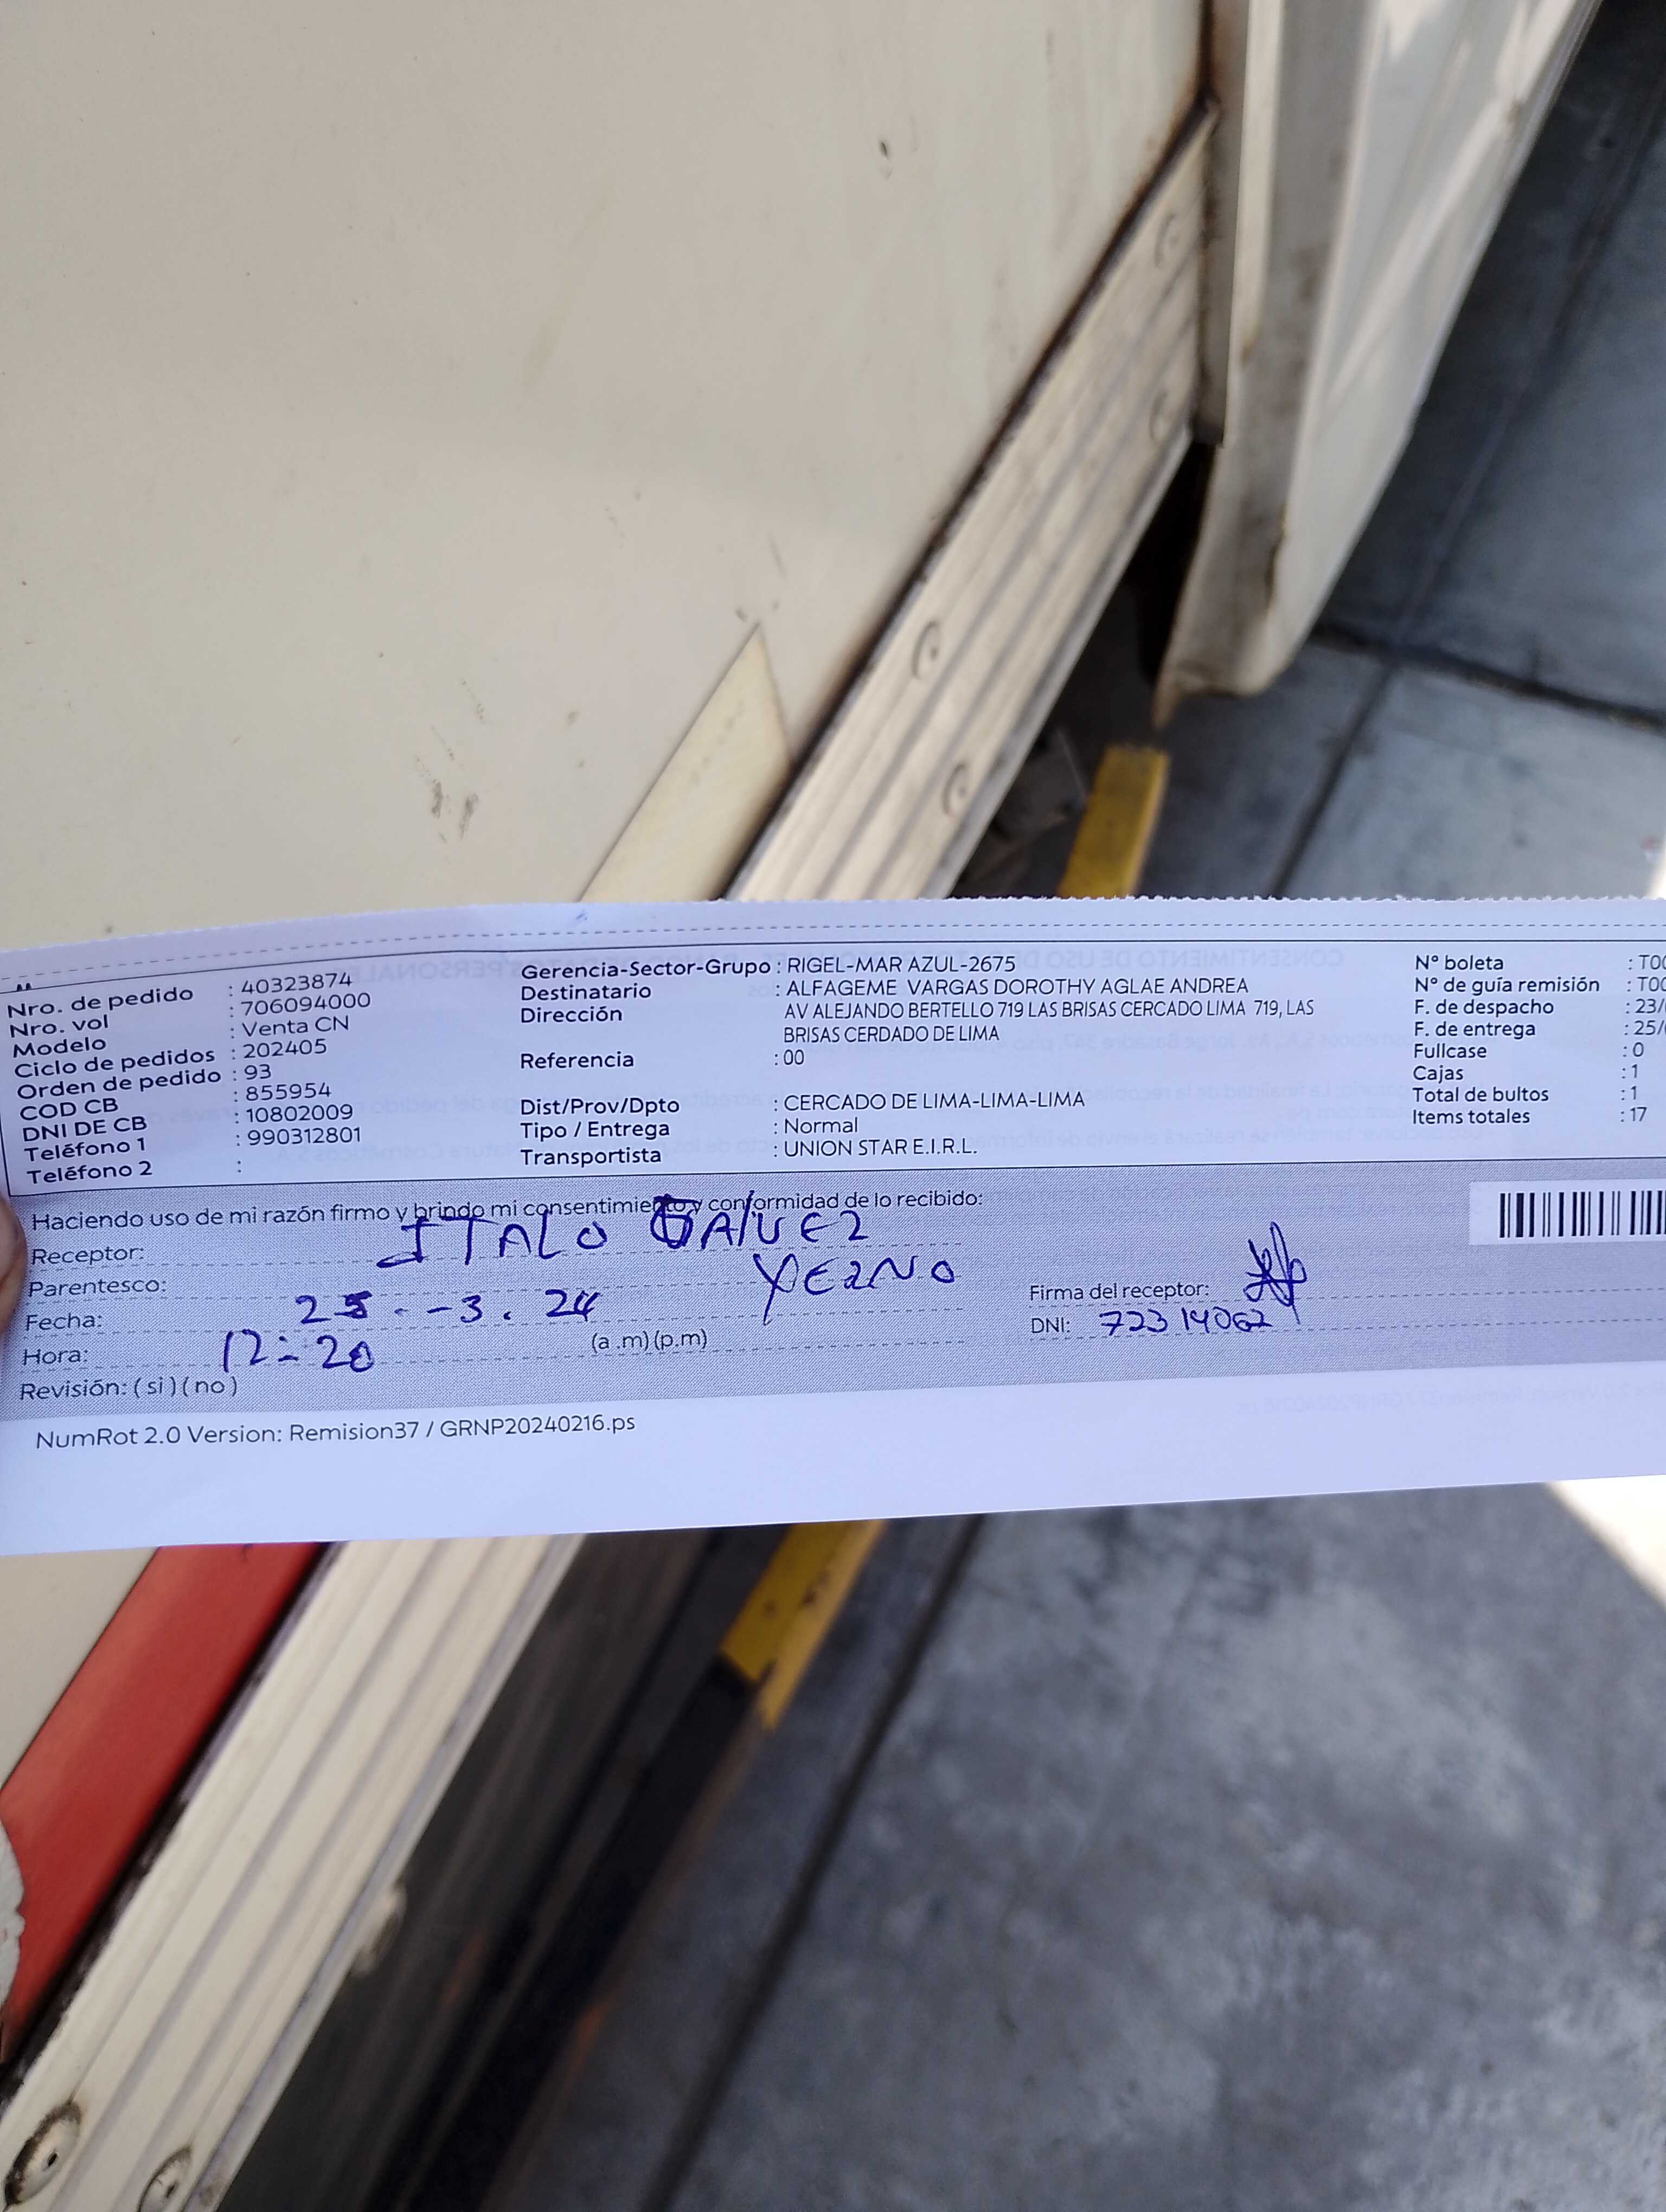 Nro. de pedido : 40323874
Nro. vol : 706094000
Modelo : Venta CN
Ciclo de pedidos : 202405
Orden de pedido : 93
COD CB : 855954
DNI DE CB : 10802009
Teléfono 1 : 990312801
Teléfono 2 :
Gerencia-Sector-Grupo : RIGEL-MAR AZUL-2675
Destinatario : ALFAGEME VARGAS DOROTHY AGLAE ANDREA
Dirección AV ALEJANDO BERTELLO 719 LAS BRISAS CERCADO LIMA 719, LAS
BRISAS CERDADO DE LIMA
Referencia : 00
Dist/Prov/Dpto : CERCADO DE LIMA-LIMA-LIMA
Tipo / Entrega : Normal
Transportista : UNION STAR E.I.R.L.
Nº boleta : T00
Nº de guía remisión : T00
F. de despacho : 23/
F. de entrega : 25/
Fullcase : 0
Cajas : 1
Total de bultos : 1
Items totales : 17
Haciendo uso de mi razón firmo y brindo mi consentimiento y conformidad de lo recibido:
Receptor: ITALO GALVEZ
Parentesco: YERNO
Fecha: 25 - -3. 24
Hora: 12:20 (a .m) (p.m)
Revisión: ( si ) ( no )
Firma del receptor:
DNI: 72314062
NumRot 2.0 Version: Remision37 / GRNP20240216.ps